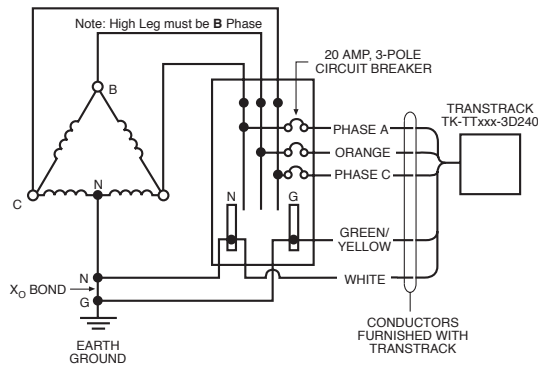 Note: High Leg must be B Phase
20 AMP, 3-POLE
CIRCUIT BREAKER
TRANSTRACK
TK-TTxxx-3D240
B
PHASE A
ORANGE
PHASE C
N
C
N
G
GREEN/
YELLOW
N
WHITE
XO BOND
G
EARTH
GROUND
CONDUCTORS
FURNISHED WITH
TRANSTRACK